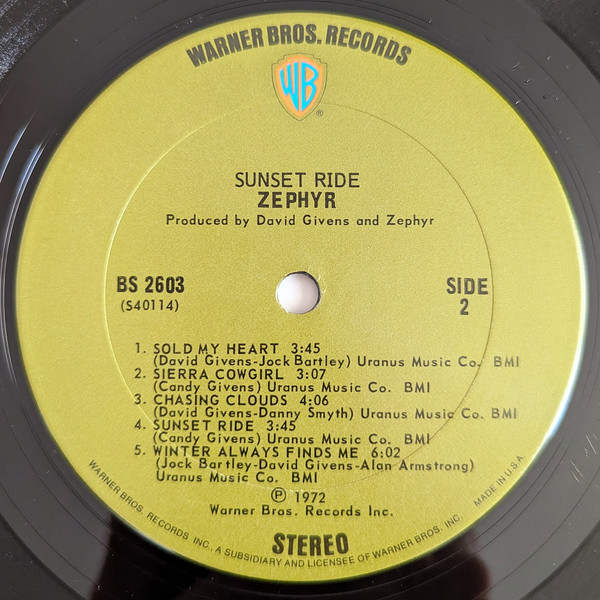 WARNER BROS. RECORDS
WB
®
SUNSET RIDE
ZEPHYR
Produced by David Givens and Zephyr
BS 2603
(S40114)
SIDE
2
1. SOLD MY HEART 3:45
(David Givens-Jock Bartley) Uranus Music Co. BMI
2. SIERRA COWGIRL 3:07
(Candy Givens) Uranus Music Co. BMI
3. CHASING CLOUDS 4:06
(David Givens-Danny Smyth) Uranus Music Co. BMI
4. SUNSET RIDE 3:45
(Candy Givens) Uranus Music Co. BMI
5. WINTER ALWAYS FINDS ME 6:02
(Jock Bartley-David Givens-Alan Armstrong)
Uranus Music Co. BMI
℗ 1972
Warner Bros. Records Inc.
STEREO
WARNER BROS. RECORDS INC., A SUBSIDIARY AND LICENSEE OF WARNER BROS. INC. MADE IN U.S.A.